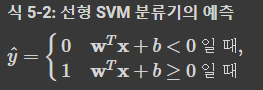 식 5-2: 선형 SVM 분류기의 예측
ŷ = { 0 wᵀx + b < 0 일 때,
1 wᵀx + b ≥ 0 일 때